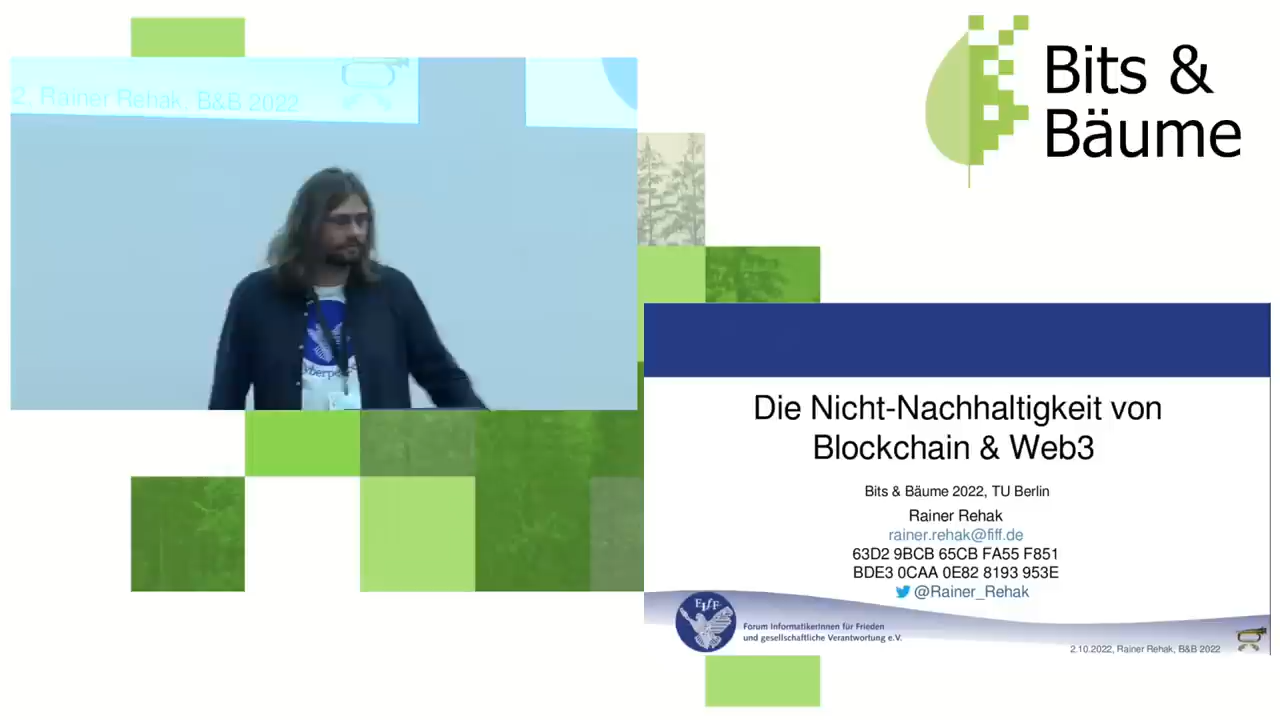 2, Rainer Rehak, B&B 2022
Bits &
Bäume
Die Nicht-Nachhaltigkeit von
Blockchain & Web3
Bits & Bäume 2022, TU Berlin
Rainer Rehak
rainer.rehak@fiff.de
63D2 9BCB 65CB FA55 F851
BDE3 0CAA 0E82 8193 953E
@Rainer_Rehak
FIfF
Forum InformatikerInnen für Frieden
und gesellschaftliche Verantwortung e.V.
2.10.2022, Rainer Rehak, B&B 2022